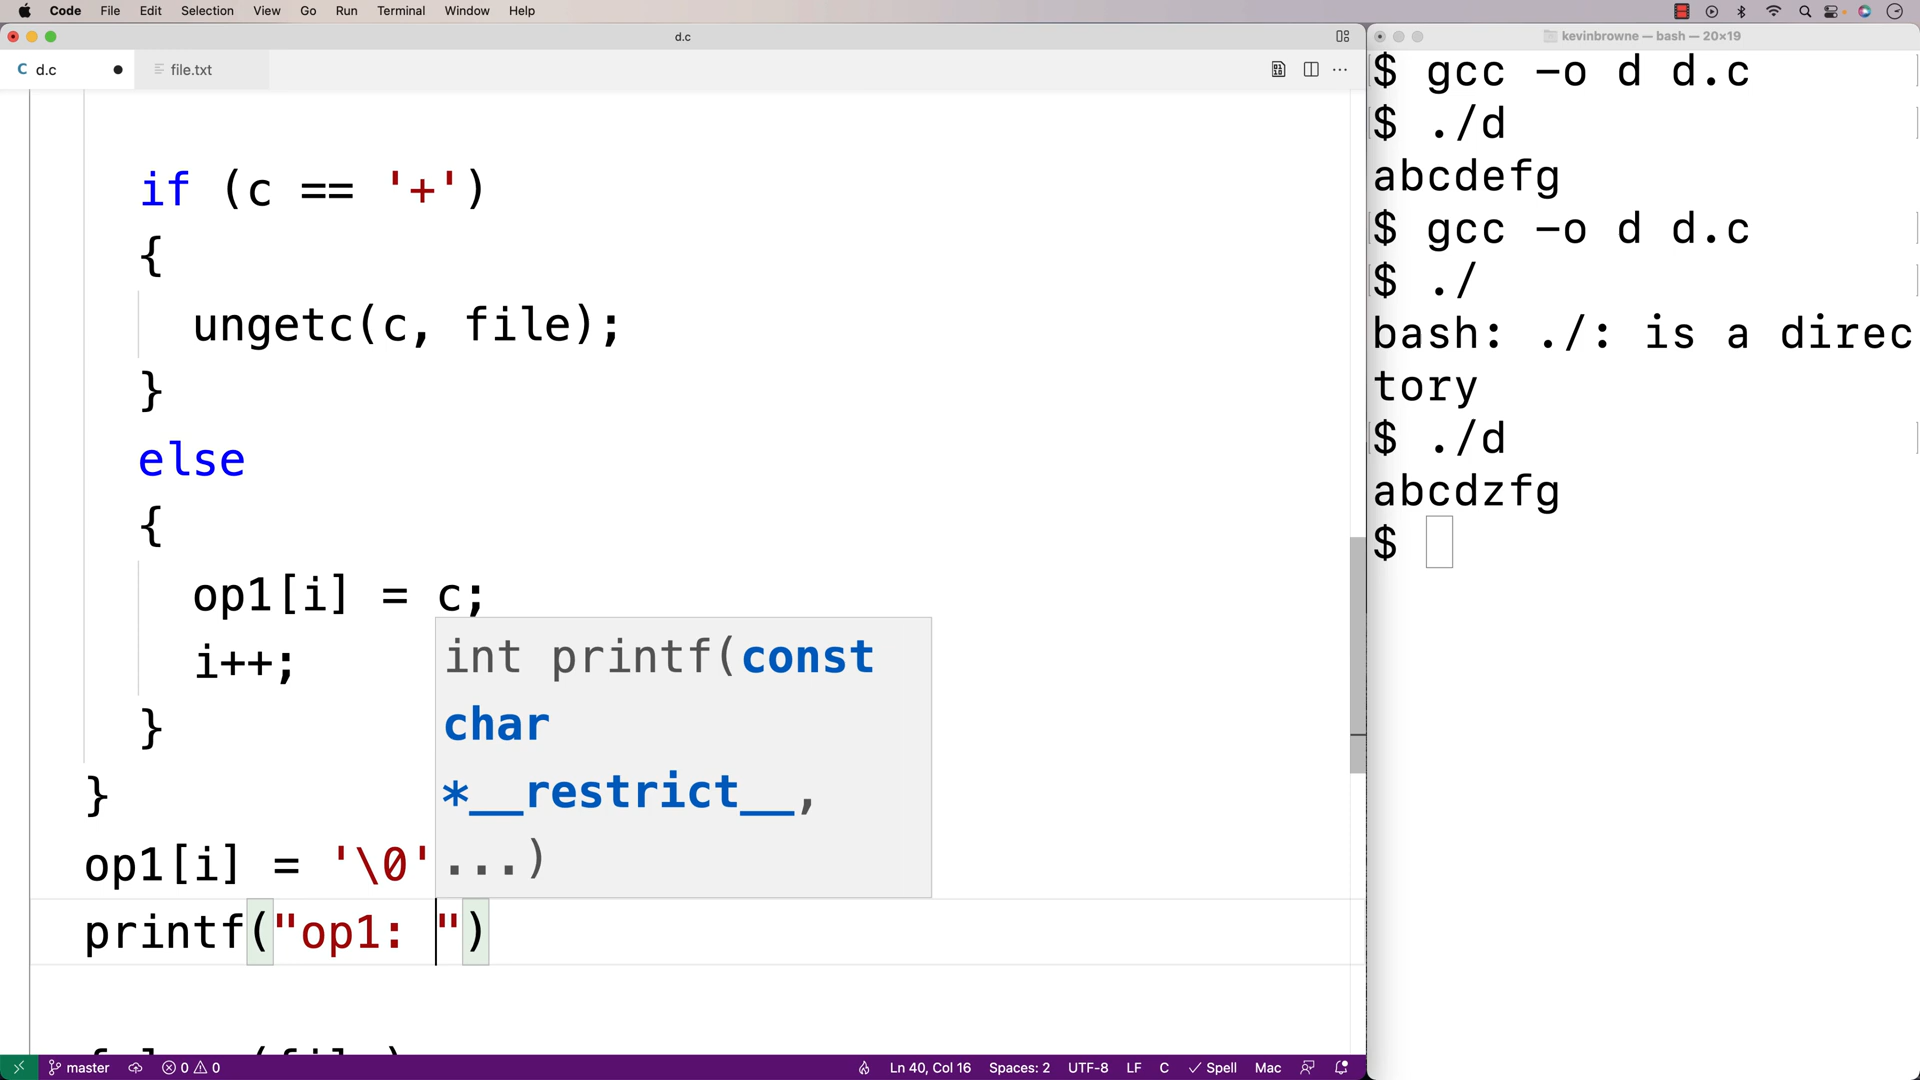 Code File Edit Selection View Go Run Terminal Window Help
d.c
kevinbrowne — bash — 20×19
C d.c
file.txt
if (c == '+')
{
ungetc(c, file);
}
else
{
op1[i] = c;
i++;
}
}
op1[i] = '\0'
printf("op1: ")
int printf(const
char
*__restrict__,
...)
$ gcc -o d d.c
$ ./d
abcdefg
$ gcc -o d d.c
$ ./
bash: ./: is a direc
tory
$ ./d
abcdzfg
$
master
0
0
Ln 40, Col 16
Spaces: 2
UTF-8
LF
C
Spell
Mac